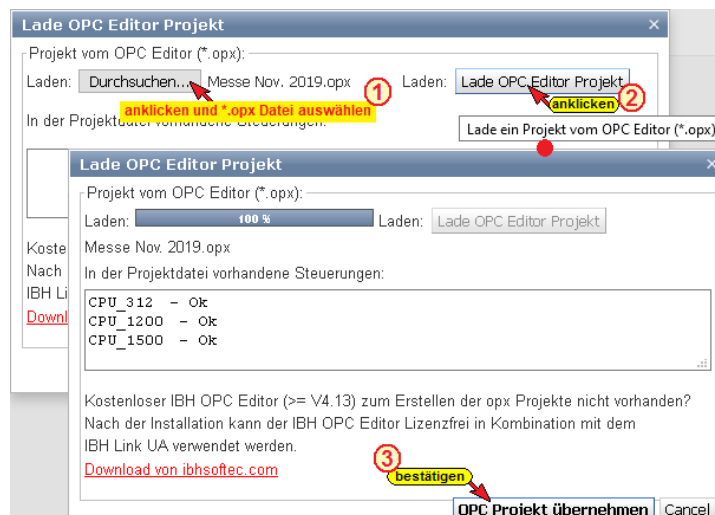 Lade OPC Editor Projekt ×
Projekt vom OPC Editor (*.opx):
Laden: Durchsuchen... Messe Nov. 2019.opx Laden: Lade OPC Editor Projekt
1
anklicken und *.opx Datei auswählen
anklicken 2
In der Projektdatei vorhandene Steuerungen:
Lade ein Projekt vom OPC Editor (*.opx)
Koste
Nach
IBH Li
Downl
Lade OPC Editor Projekt ×
Projekt vom OPC Editor (*.opx):
Laden: 100 % Laden: Lade OPC Editor Projekt
Messe Nov. 2019.opx
In der Projektdatei vorhandene Steuerungen:
CPU_312 - Ok
CPU_1200 - Ok
CPU_1500 - Ok
Kostenloser IBH OPC Editor (>= V4.13) zum Erstellen der opx Projekte nicht vorhanden?
Nach der Installation kann der IBH OPC Editor Lizenzfrei in Kombination mit dem
IBH Link UA verwendet werden.
Download von ibhsoftec.com
3
bestätigen
OPC Projekt übernehmen Cancel